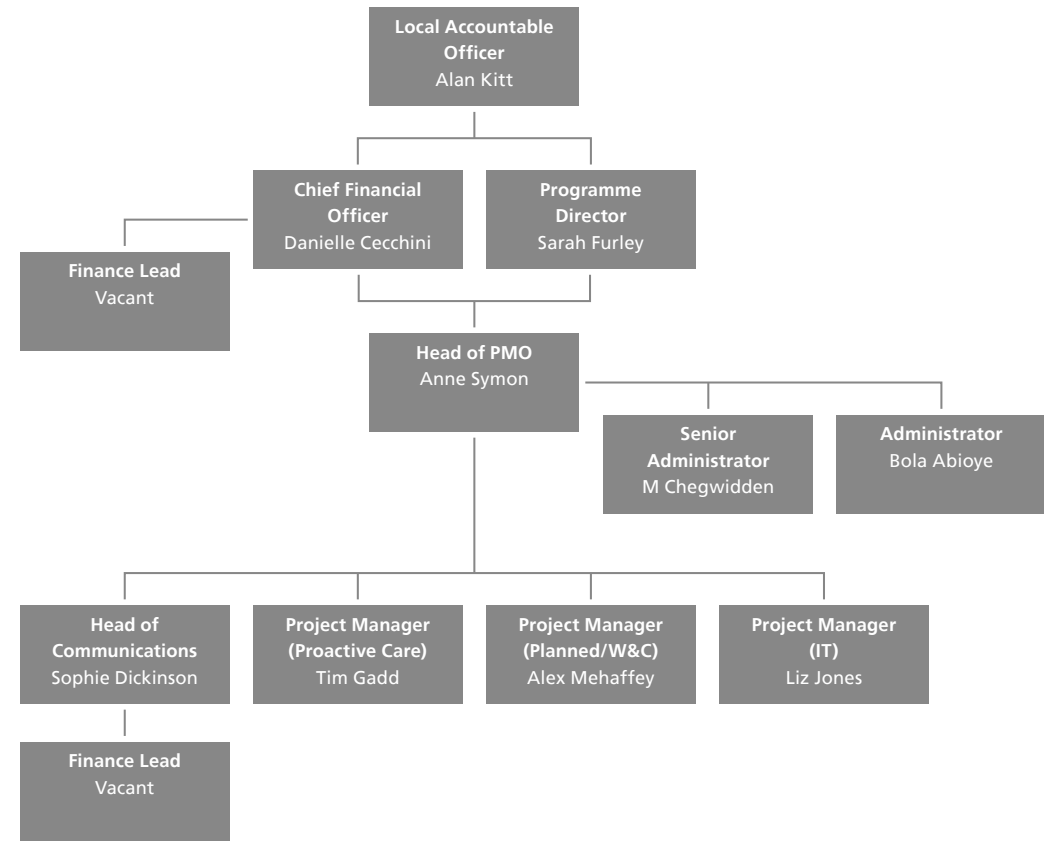 Local Accountable
Officer
Alan Kitt
Chief Financial
Officer
Danielle Cecchini
Programme
Director
Sarah Furley
Finance Lead
Vacant
Head of PMO
Anne Symon
Senior
Administrator
M Chegwidden
Administrator
Bola Abioye
Head of
Communications
Sophie Dickinson
Project Manager
(Proactive Care)
Tim Gadd
Project Manager
(Planned/W&C)
Alex Mehaffey
Project Manager
(IT)
Liz Jones
Finance Lead
Vacant